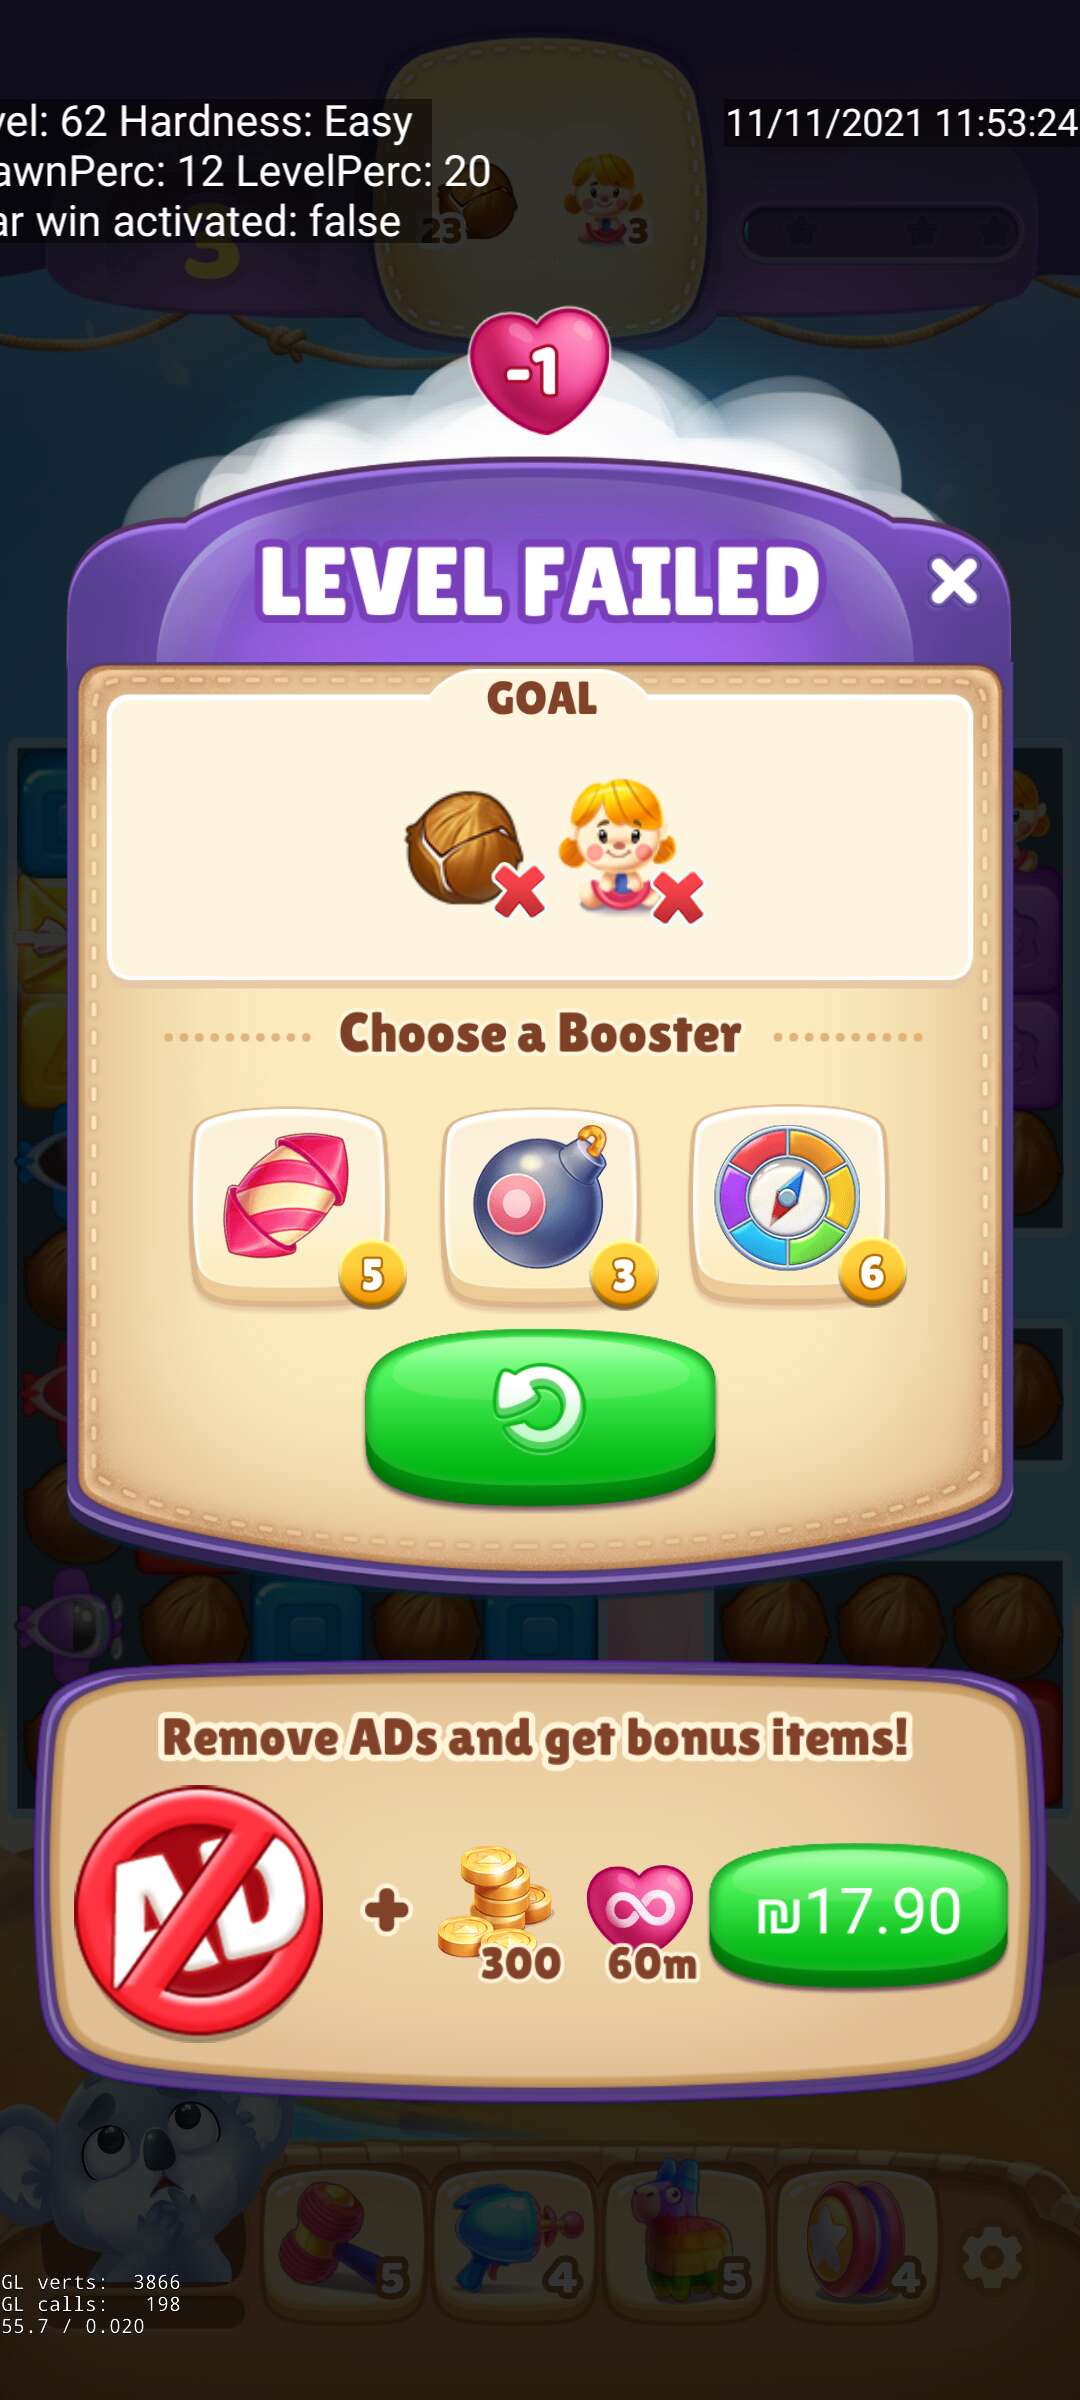 vel: 62 Hardness: Easy
awnPerc: 12 LevelPerc: 20
ar win activated: false
11/11/2021 11:53:24
23
3
5
-1
LEVEL FAILED
GOAL
Choose a Booster
5
3
6
Remove ADs and get bonus items!
AD
+
300
60m
₪17.90
5
4
5
4
GL verts: 3866
GL calls: 198
55.7 / 0.020